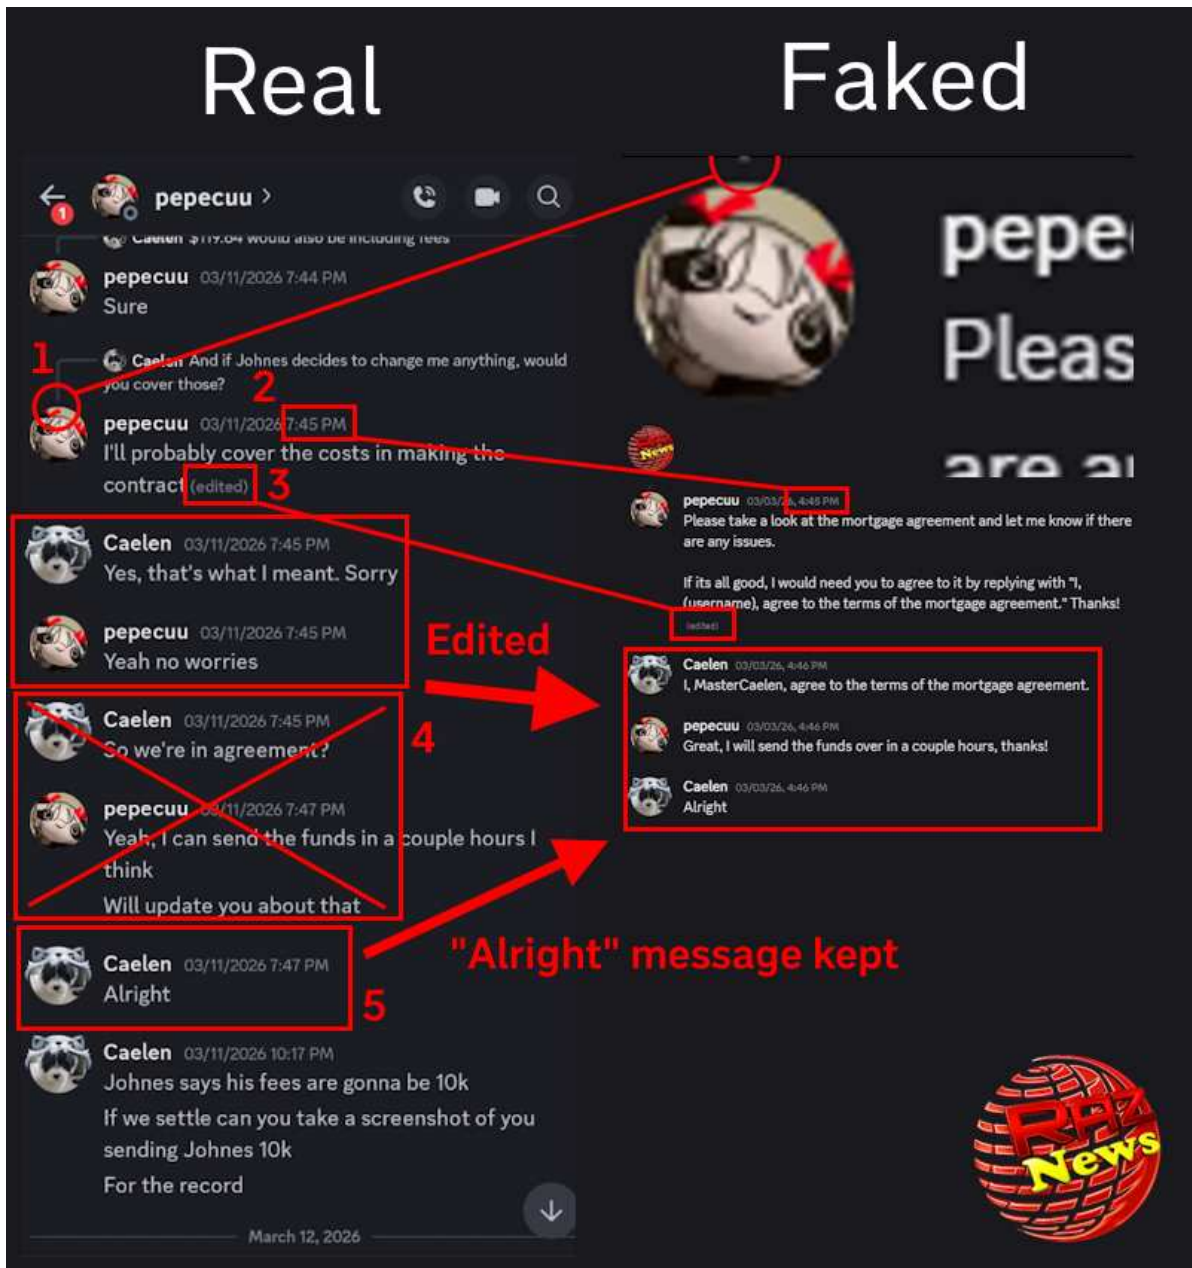 Real
Faked
1
pepecuu >
Caelen $119.64 would also be including fees
pepecuu 03/11/2026 7:44 PM
Sure
1
Caelen And if Johnes decides to change me anything, would
you cover those?
2
pepecuu 03/11/2026 7:45 PM
I'll probably cover the costs in making the
contract (edited)
3
Caelen 03/11/2026 7:45 PM
Yes, that's what I meant. Sorry
pepecuu 03/11/2026 7:45 PM
Yeah no worries
Caelen 03/11/2026 7:45 PM
So we're in agreement?
4
pepecuu 03/11/2026 7:47 PM
Yeah, I can send the funds in a couple hours I
think
Will update you about that
Caelen 03/11/2026 7:47 PM
Alright
5
Caelen 03/11/2026 10:17 PM
Johnes says his fees are gonna be 10k
If we settle can you take a screenshot of you
sending Johnes 10k
For the record
March 12, 2026
Edited
"Alright" message kept
pepe
Pleas
are a
News
pepecuu 03/03/26, 4:45 PM
Please take a look at the mortgage agreement and let me know if there
are any issues.
If its all good, I would need you to agree to it by replying with "I,
(username), agree to the terms of the mortgage agreement." Thanks!
(edited)
Caelen 03/03/26, 4:46 PM
I, MasterCaelen, agree to the terms of the mortgage agreement.
pepecuu 03/03/26, 4:46 PM
Great, I will send the funds over in a couple hours, thanks!
Caelen 03/03/26, 4:46 PM
Alright
RAZ
News